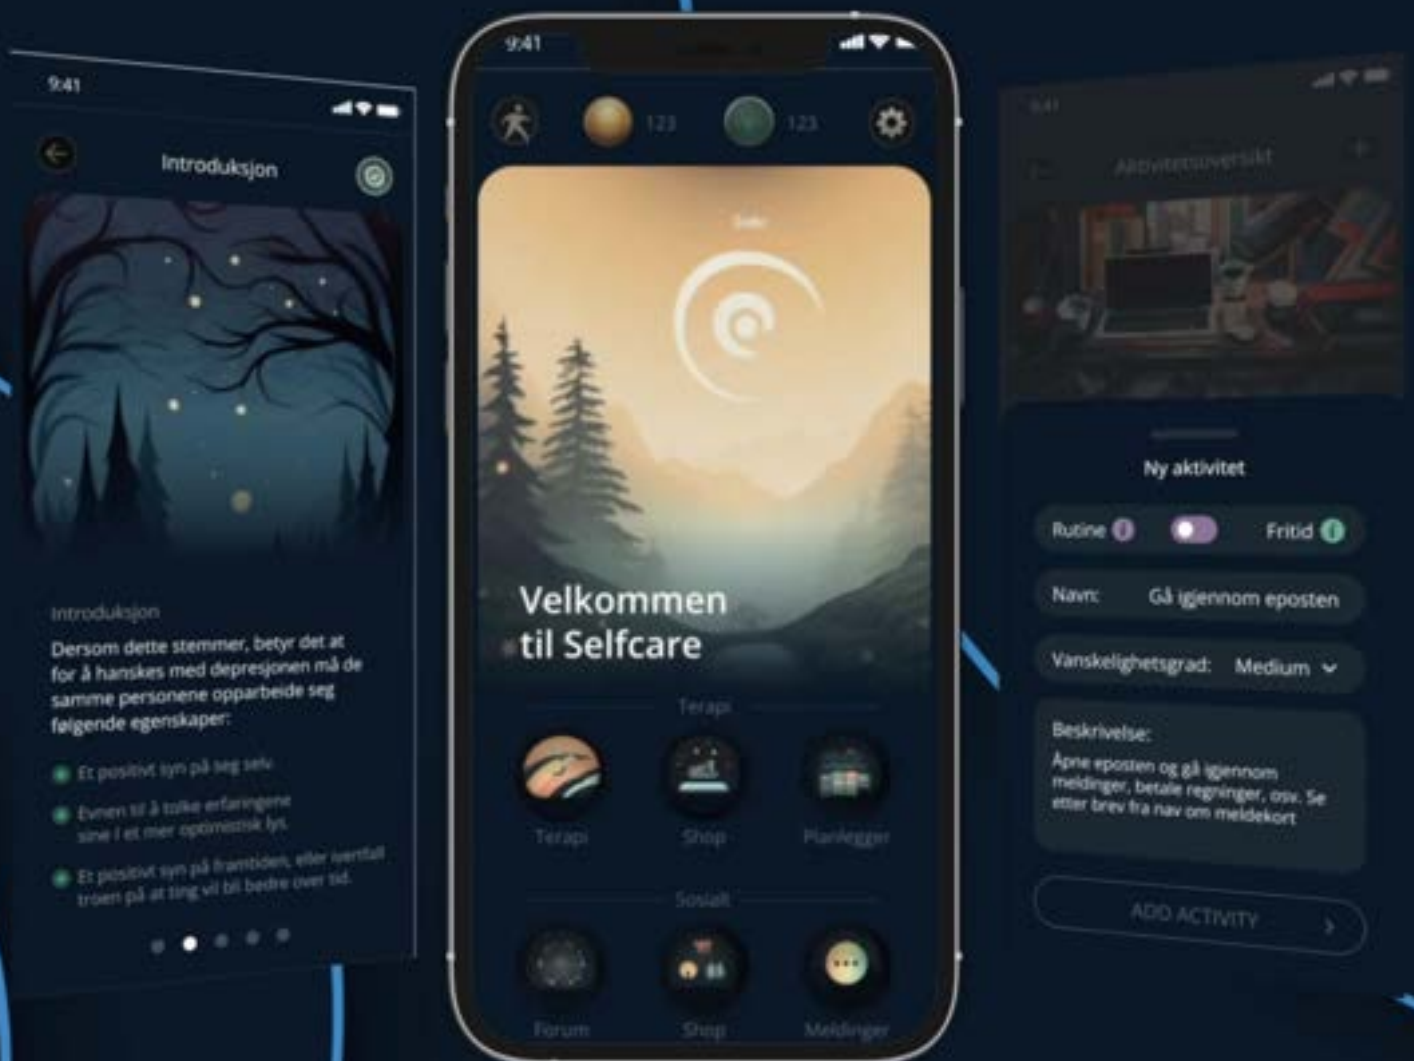 9:41
Introduksjon
Introduksjon
Dersom dette stemmer, betyr det at
for å hanskes med depresjonen må de
samme personene opparbeide seg
følgende egenskaper:
Et positivt syn på seg selv.
Evnen til å tolke erfaringene
sine i et mer optimistisk lys.
Et positivt syn på framtiden, eller ivertfall
troen på at ting vil bli bedre over tid.
9:41
123
123
Velkommen
til Selfcare
Terapi
Terapi
Shop
Planlegger
Sosialt
Forum
Shop
Meldinger
9:41
Aktivitetsoversikt
Ny aktivitet
Rutine
Fritid
Navn: Gå igjennom eposten
Vanskelighetsgrad: Medium
Beskrivelse:
Åpne eposten og gå igjennom
meldinger, betale regninger, osv. Se
etter brev fra nav om meldekort
ADD ACTIVITY